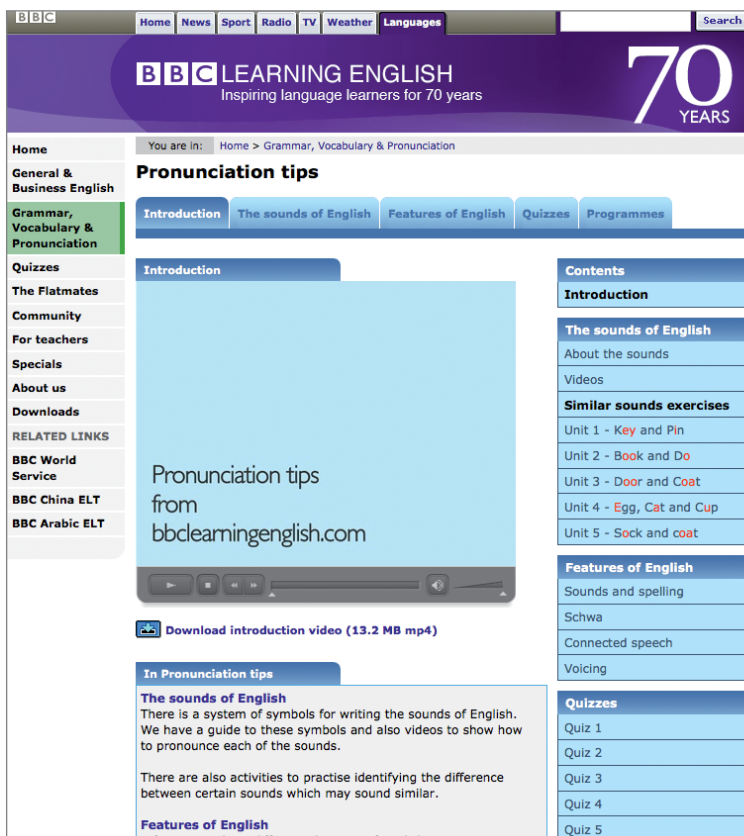 BBC
Home News Sport Radio TV Weather Languages
Search
BBC LEARNING ENGLISH
Inspiring language learners for 70 years
70
YEARS
Home
General &
Business English
Grammar,
Vocabulary &
Pronunciation
Quizzes
The Flatmates
Community
For teachers
Specials
About us
Downloads
RELATED LINKS
BBC World
Service
BBC China ELT
BBC Arabic ELT
You are in: Home > Grammar, Vocabulary & Pronunciation
Pronunciation tips
Introduction The sounds of English Features of English Quizzes Programmes
Introduction
Pronunciation tips
from
bbclearningenglish.com
Download introduction video (13.2 MB mp4)
In Pronunciation tips
The sounds of English
There is a system of symbols for writing the sounds of English.
We have a guide to these symbols and also videos to show how
to pronounce each of the sounds.
There are also activities to practise identifying the difference
between certain sounds which may sound similar.
Features of English
Contents
Introduction
The sounds of English
About the sounds
Videos
Similar sounds exercises
Unit 1 - Key and Pin
Unit 2 - Book and Do
Unit 3 - Door and Coat
Unit 4 - Egg, Cat and Cup
Unit 5 - Sock and coat
Features of English
Sounds and spelling
Schwa
Connected speech
Voicing
Quizzes
Quiz 1
Quiz 2
Quiz 3
Quiz 4
Quiz 5